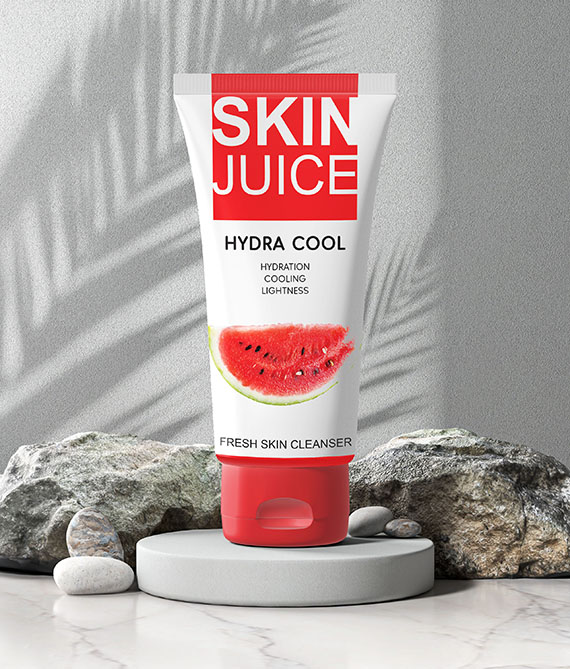 SKIN
JUICE
HYDRA COOL
HYDRATION
COOLING
LIGHTNESS
FRESH SKIN CLEANSER